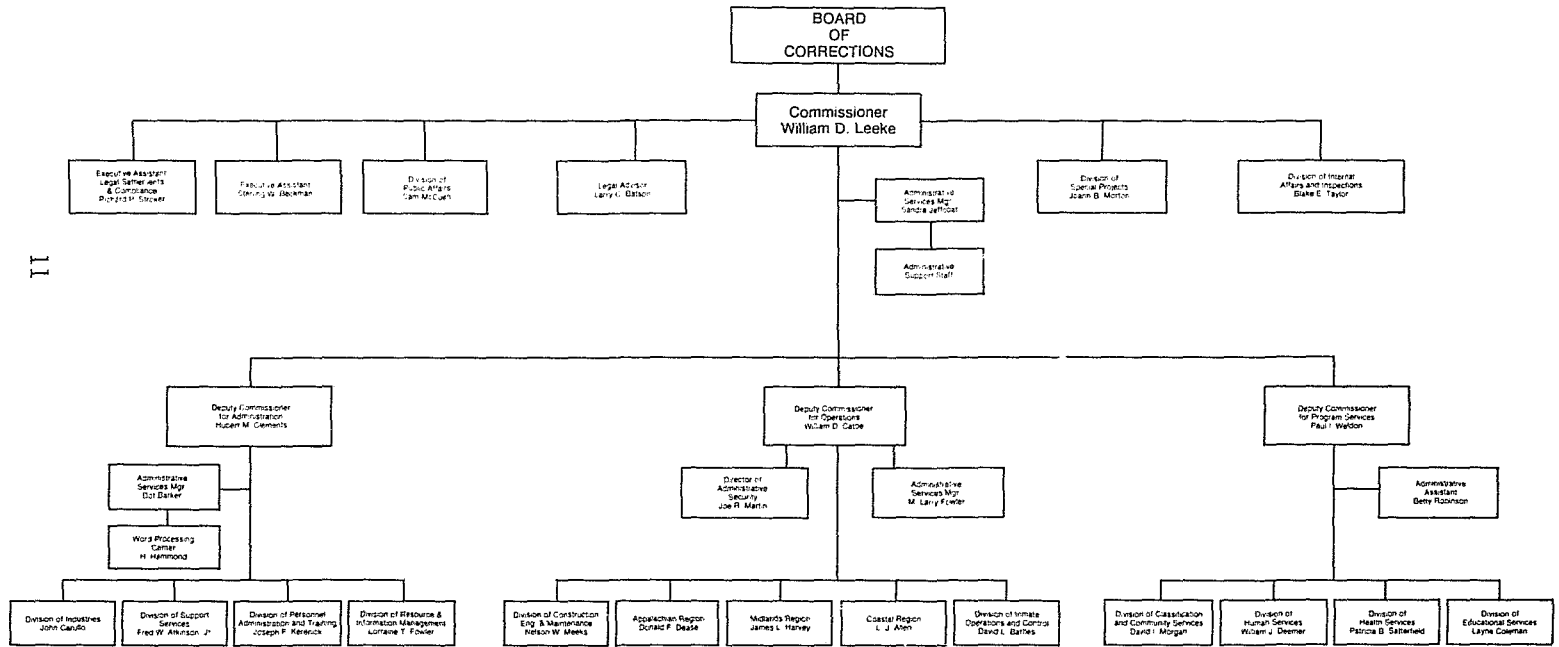 BOARD
OF
CORRECTIONS
Commissioner
William D. Leeke
Executive Assistant
Legal Settlements
& Compliance
Richard P. Stroker
Executive Assistant
Sterling W. Beckman
Division of
Public Affairs
Sam McCuen
Legal Advisor
Larry C. Batson
Administrative
Services Mgr.
Sandra Jeffcoat
Administrative
Support Staff
Division of
Special Projects
Joann B. Morton
Division of Internal
Affairs and Inspections
Blake E. Taylor
11
Deputy Commissioner
for Administration
Hubert M. Clements
Deputy Commissioner
for Operations
William D. Catoe
Deputy Commissioner
for Program Services
Paul I. Weldon
Administrative
Services Mgr.
Dot Barker
Word Processing
Center
H. Hammond
Director of
Administrative
Security
Joe R. Martin
Administrative
Services Mgr.
M. Larry Fowler
Administrative
Assistant
Betty Robinson
Division of Industries
John Carullo
Division of Support
Services
Fred W. Atkinson, Jr.
Division of Personnel
Administration and Training
Joseph F.
Division of Resource &
Information Management
Lorraine T. Fowler
Division of Construction
Eng. & Maintenance
Nelson W. Meeks
Appalachian Region
Donald F. Dease
Midlands Region
James L. Harvey
Coastal Region
L. J. Allen
Division of Inmate
Operations and Control
David L. Bartles
Division of Classification
and Community Services
David I. Morgan
Division of
Human Services
William J. Deemer
Division of
Health Services
Patricia B. Satterfield
Division of
Educational Services
Layne Coleman